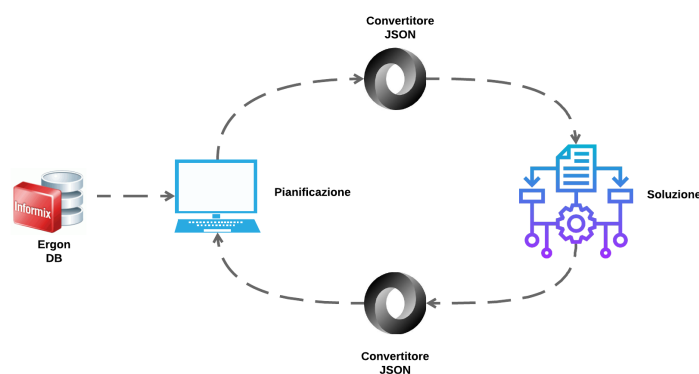 Convertitore
JSON
Informix
Pianificazione
Soluzione
Ergon
DB
Convertitore
JSON